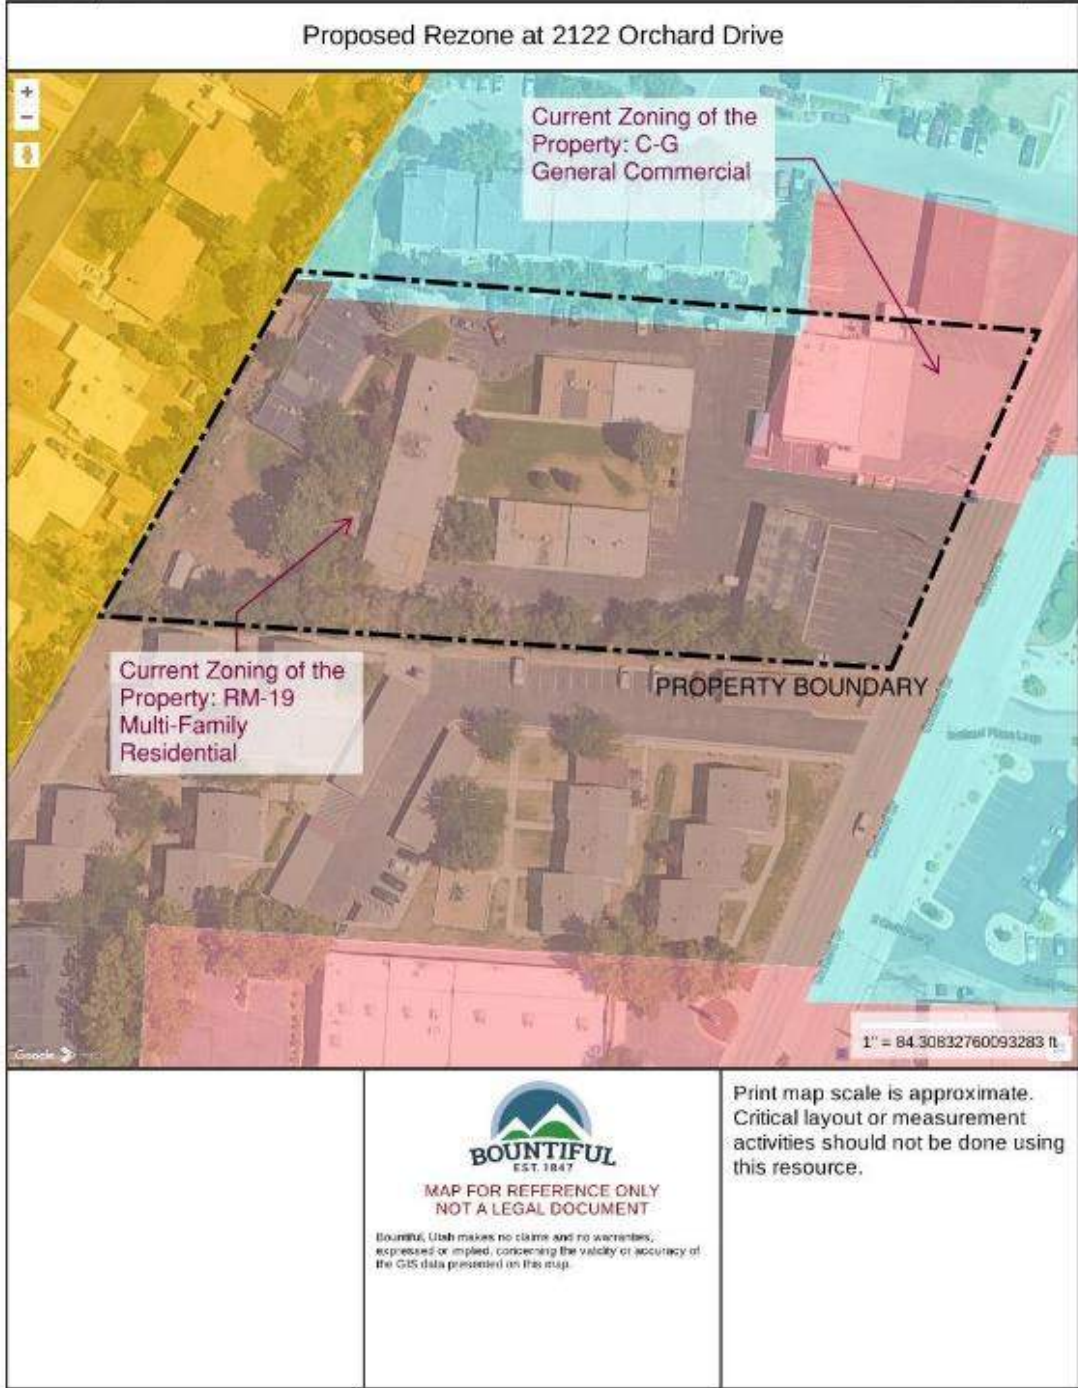 Proposed Rezone at 2122 Orchard Drive
+
−
Current Zoning of the
Property: C-G
General Commercial
Current Zoning of the
Property: RM-19
Multi-Family
Residential
PROPERTY BOUNDARY
Google
1" = 84.30832760093283 ft
BOUNTIFUL
EST. 1847
MAP FOR REFERENCE ONLY
NOT A LEGAL DOCUMENT
Bountiful, Utah makes no claims and no warranties,
expressed or implied, concerning the validity or accuracy of
the GIS data presented on this map.
Print map scale is approximate.
Critical layout or measurement
activities should not be done using
this resource.